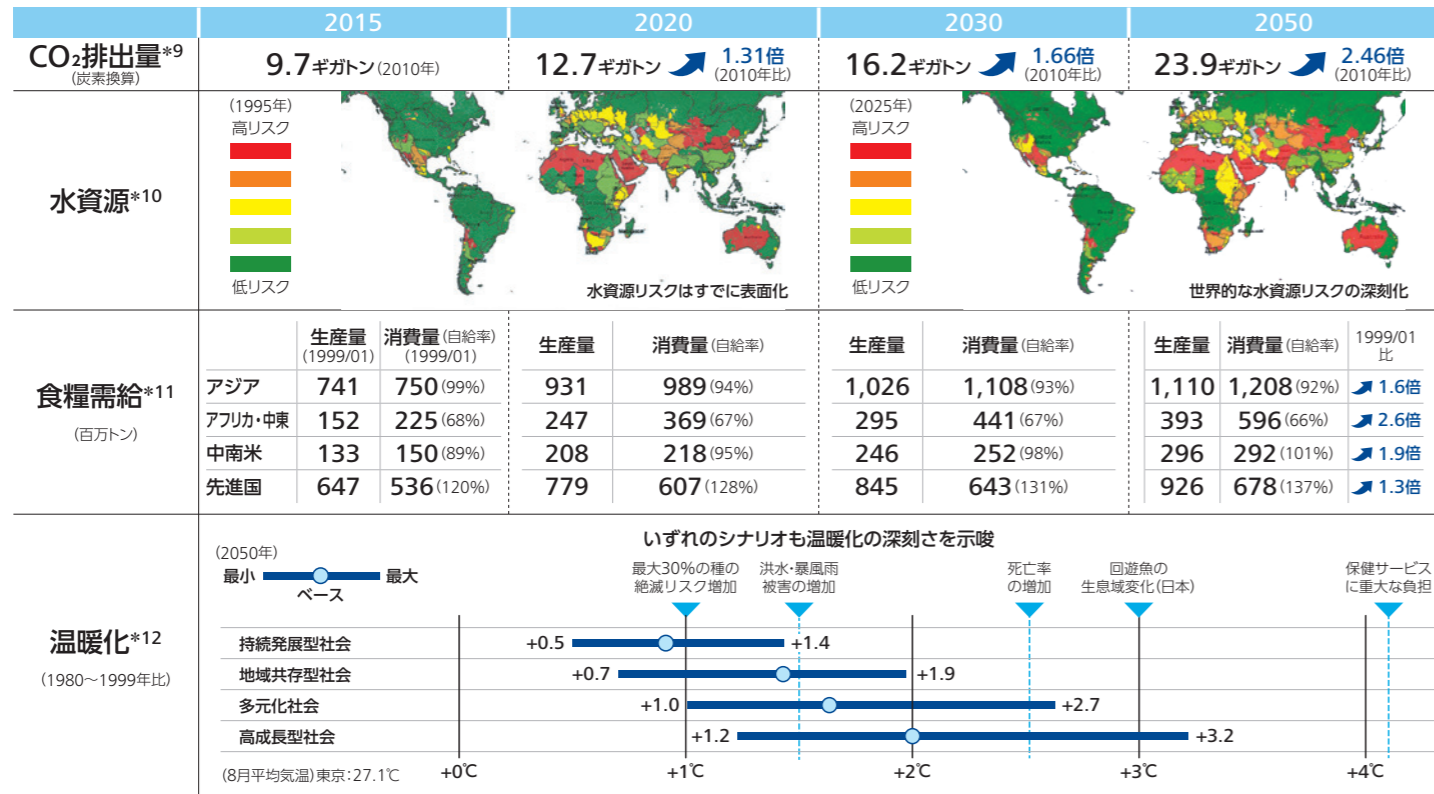 2015 2020 2030 2050
CO₂排出量*9
(炭素換算)
9.7ギガトン(2010年)
12.7ギガトン 1.31倍
(2010年比)
16.2ギガトン 1.66倍
(2010年比)
23.9ギガトン 2.46倍
(2010年比)
水資源*10
(1995年)
高リスク
低リスク
水資源リスクはすでに表面化
(2025年)
高リスク
低リスク
世界的な水資源リスクの深刻化
食糧需給*11
(百万トン)
生産量 消費量(自給率) 生産量 消費量(自給率) 生産量 消費量(自給率) 生産量 消費量(自給率) 1999/01
(1999/01) (1999/01) 比
アジア 741 750(99%) 931 989(94%) 1,026 1,108(93%) 1,110 1,208(92%) 1.6倍
アフリカ・中東 152 225(68%) 247 369(67%) 295 441(67%) 393 596(66%) 2.6倍
中南米 133 150(89%) 208 218(95%) 246 252(98%) 296 292(101%) 1.9倍
先進国 647 536(120%) 779 607(128%) 845 643(131%) 926 678(137%) 1.3倍
温暖化*12
(1980～1999年比)
いずれのシナリオも温暖化の深刻さを示唆
(2050年)
最小 最大
ベース
最大30%の種の
絶滅リスク増加
洪水・暴風雨
被害の増加
死亡率
の増加
回遊魚の
生息域変化(日本)
保健サービス
に重大な負担
持続発展型社会 +0.5 +1.4
地域共存型社会 +0.7 +1.9
多元化社会 +1.0 +2.7
高成長型社会 +1.2 +3.2
(8月平均気温)東京：27.1℃ +0℃ +1℃ +2℃ +3℃ +4℃